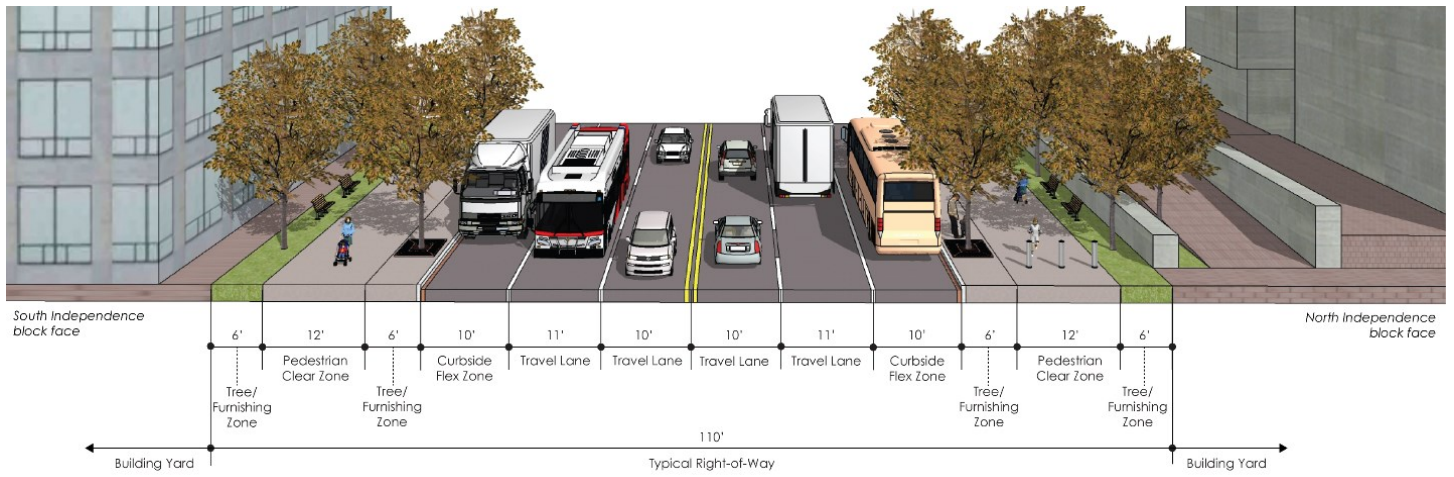 South Independence
block face
North Independence
block face
6'
12'
6'
10'
11'
10'
10'
11'
10'
6'
12'
6'
Tree/
Furnishing
Zone
Pedestrian
Clear Zone
Tree/
Furnishing
Zone
Curbside
Flex Zone
Travel Lane
Travel Lane
Travel Lane
Travel Lane
Curbside
Flex Zone
Tree/
Furnishing
Zone
Pedestrian
Clear Zone
Tree/
Furnishing
Zone
110'
Building Yard
Typical Right-of-Way
Building Yard